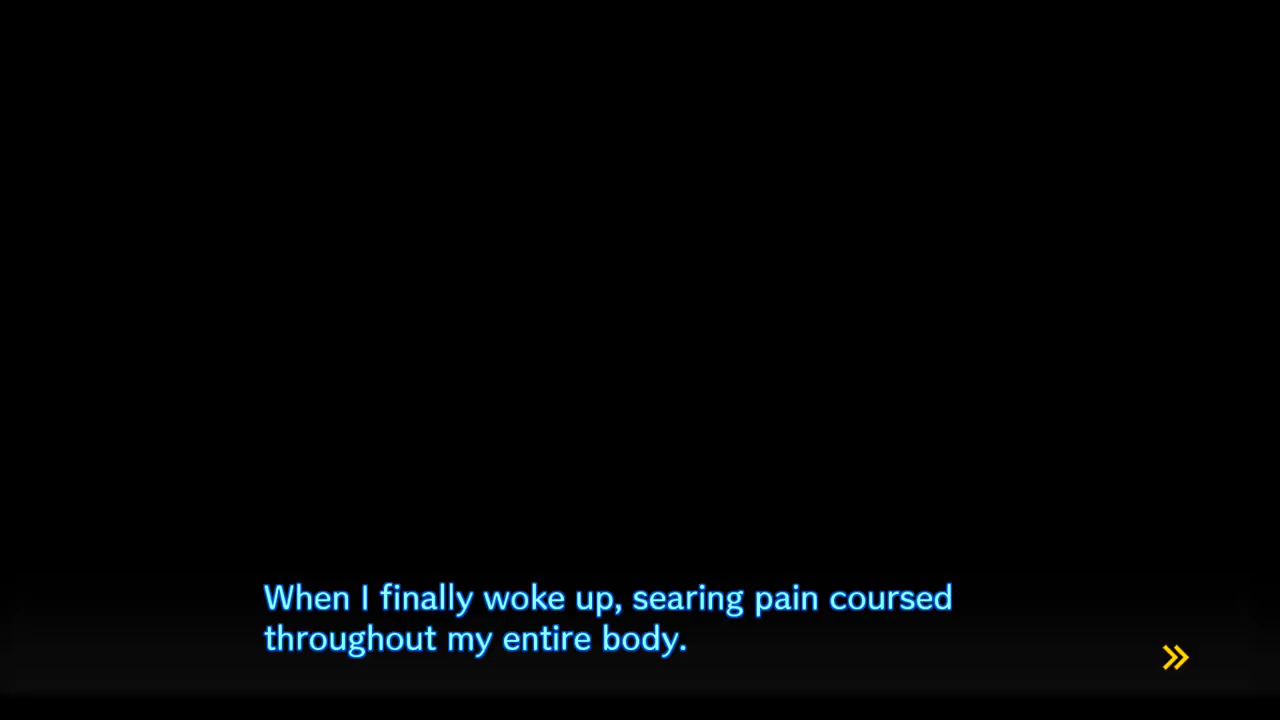 When I finally woke up, searing pain coursed
throughout my entire body.